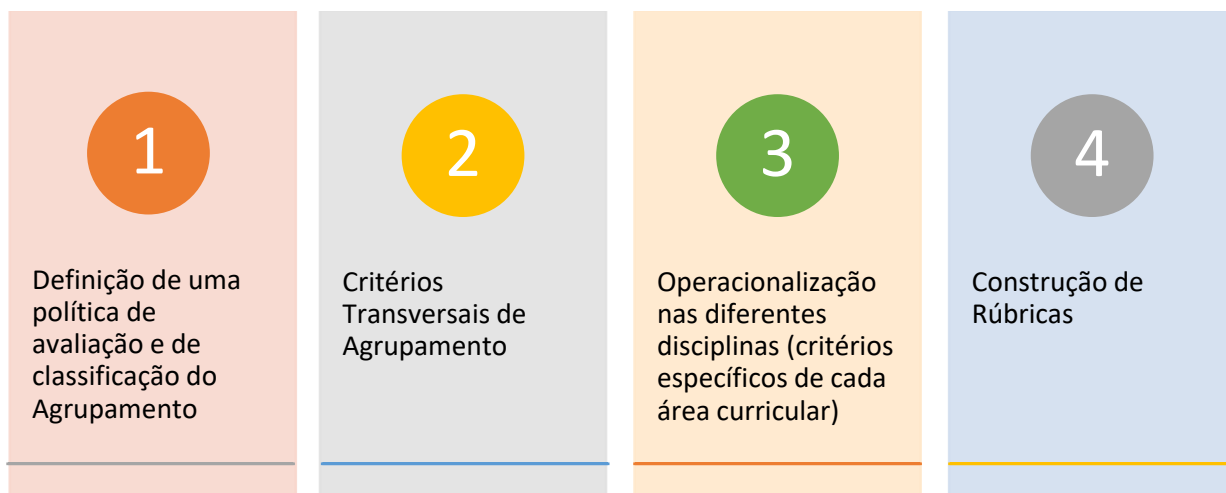 1
Definição de uma
política de
avaliação e de
classificação do
Agrupamento
2
Critérios
Transversais de
Agrupamento
3
Operacionalização
nas diferentes
disciplinas (critérios
específicos de cada
área curricular)
4
Construção de
Rúbricas